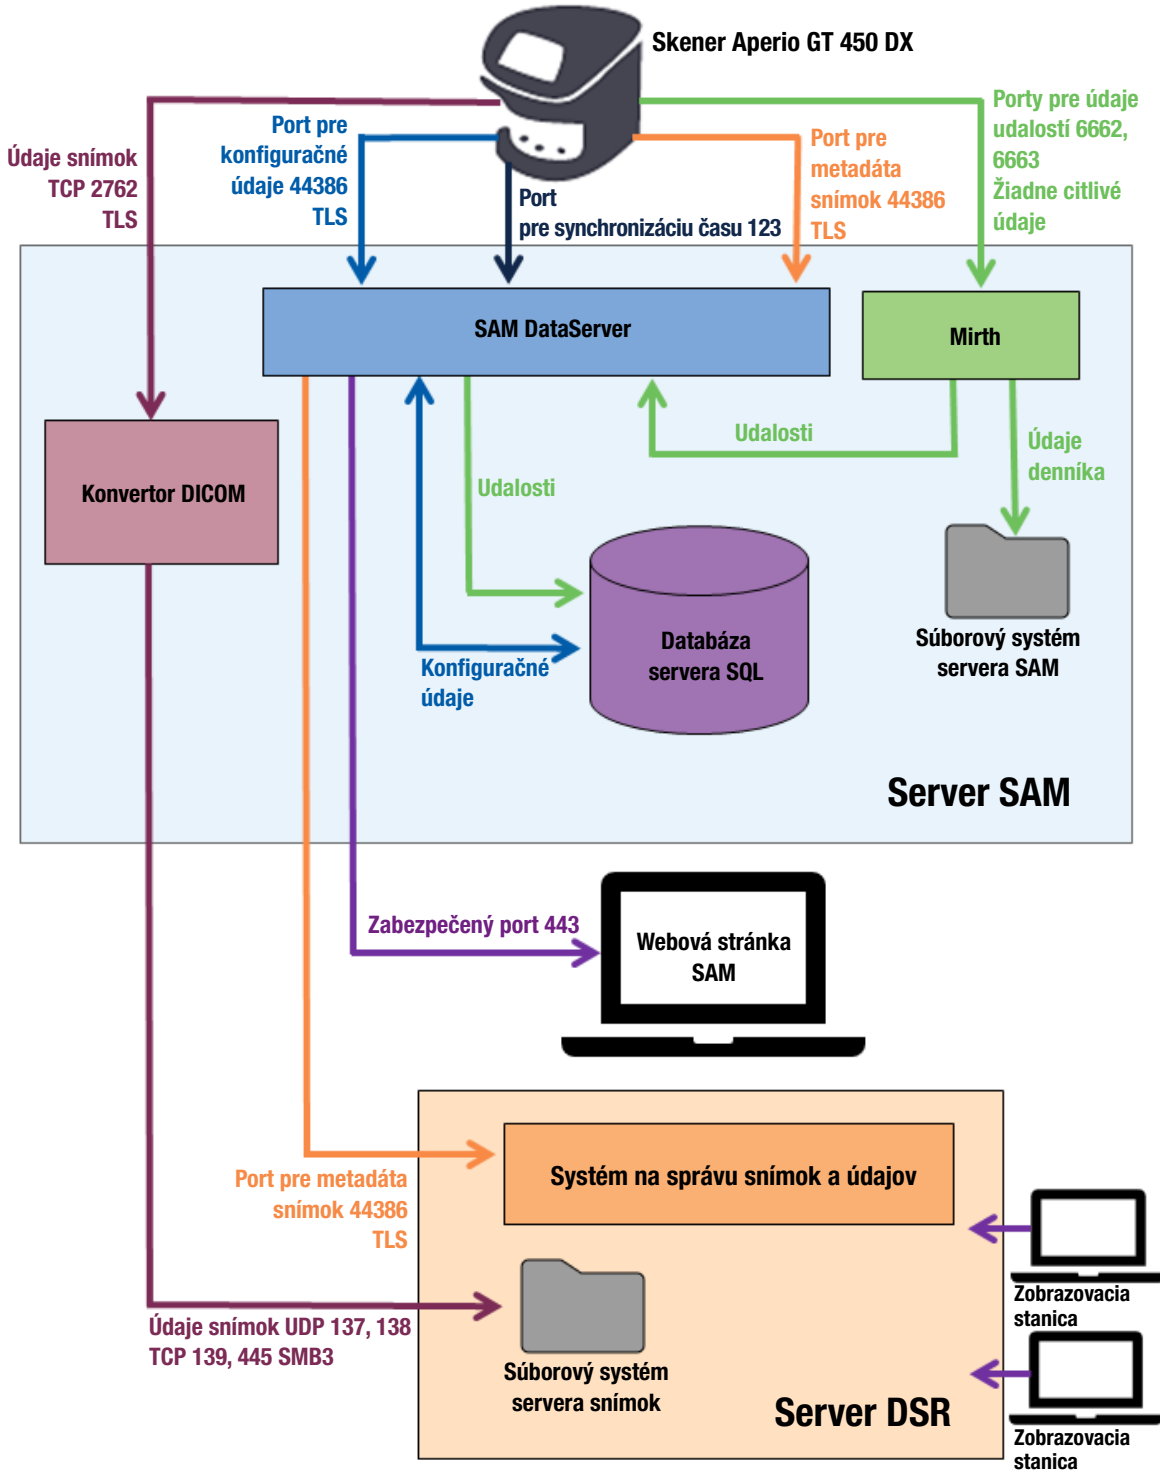 Skener Aperio GT 450 DX
Údaje snímok
TCP 2762
TLS
Port pre
konfiguračné
údaje 44386
TLS
Port
pre synchronizáciu času 123
Port pre
metadáta
snímok 44386
TLS
Porty pre údaje
udalostí 6662,
6663
Žiadne citlivé
údaje
SAM DataServer
Mirth
Konvertor DICOM
Udalosti
Udalosti
Údaje
denníka
Databáza
servera SQL
Konfiguračné
údaje
Súborový systém
servera SAM
Server SAM
Zabezpečený port 443
Webová stránka
SAM
Port pre metadáta
snímok 44386
TLS
Systém na správu snímok a údajov
Údaje snímok UDP 137, 138
TCP 139, 445 SMB3
Súborový systém
servera snímok
Server DSR
Zobrazovacia
stanica
Zobrazovacia
stanica